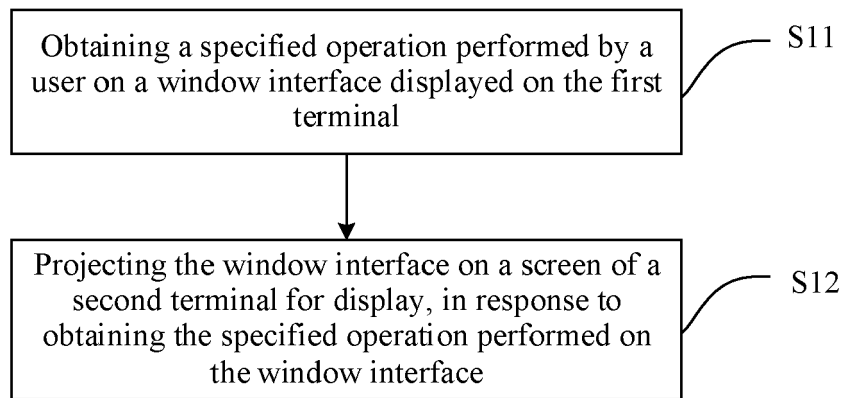 Obtaining a specified operation performed by a
user on a window interface displayed on the first
terminal
S11
Projecting the window interface on a screen of a
second terminal for display, in response to
obtaining the specified operation performed on
the window interface
S12